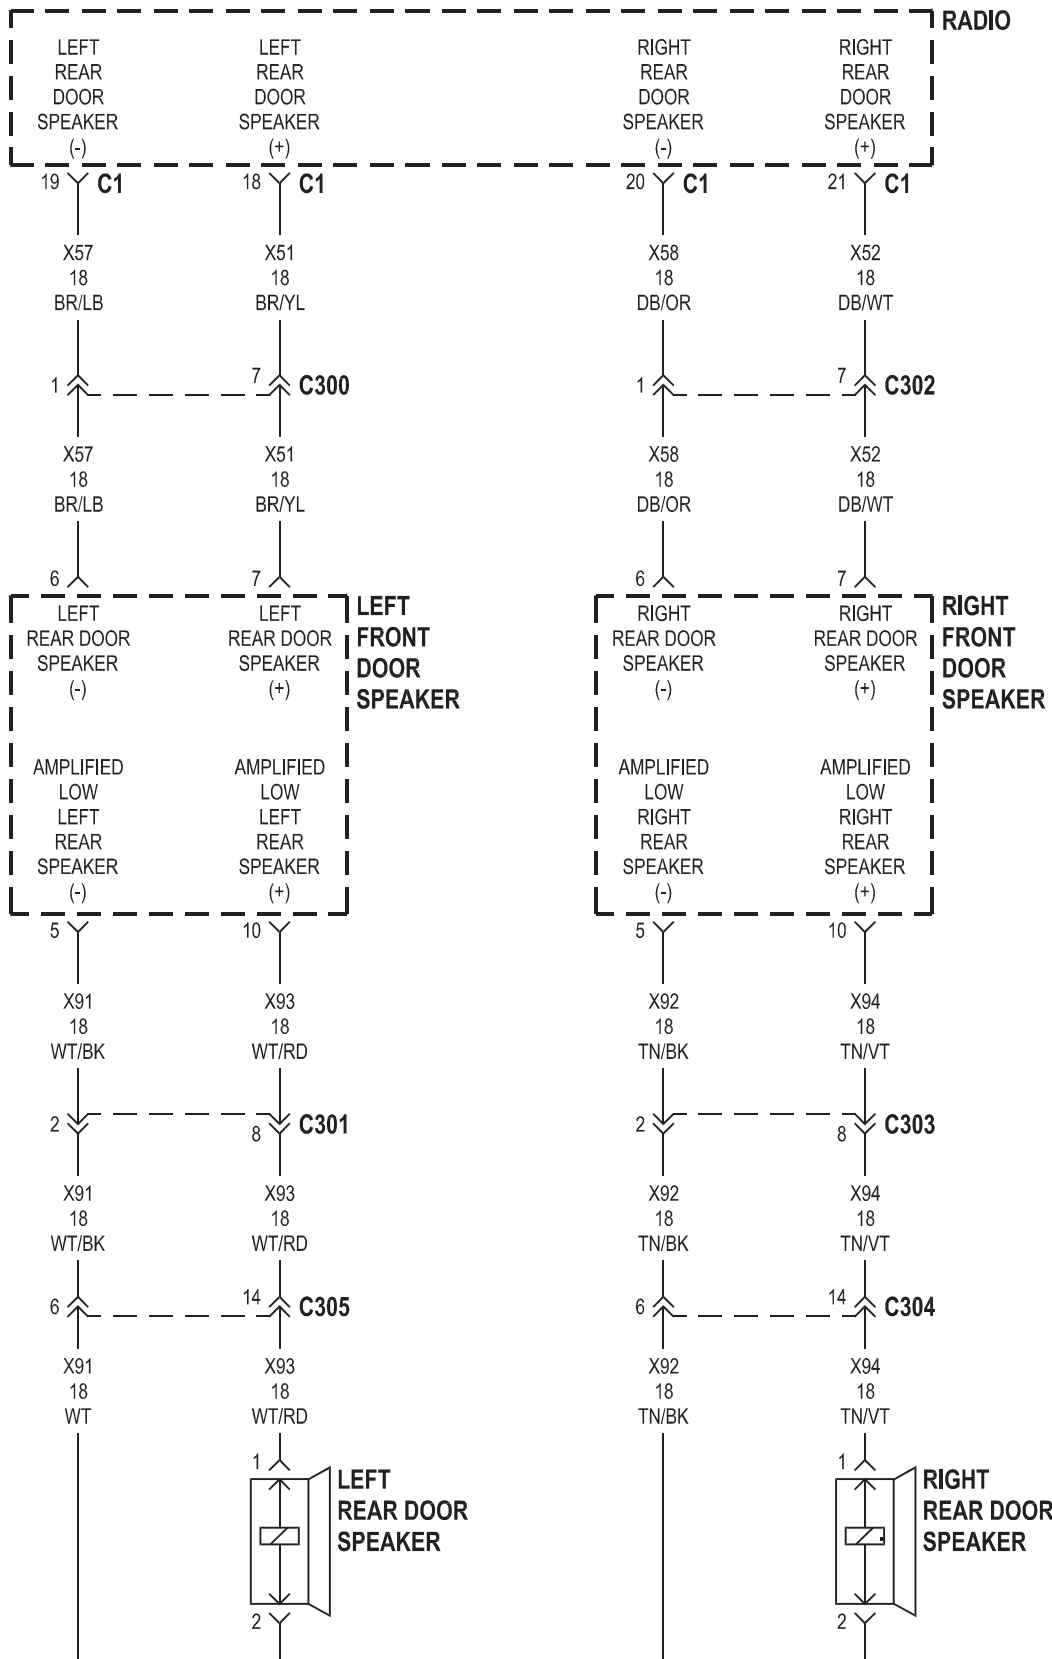 RADIO
LEFT REAR DOOR SPEAKER (-)
LEFT REAR DOOR SPEAKER (+)
RIGHT REAR DOOR SPEAKER (-)
RIGHT REAR DOOR SPEAKER (+)
19 C1 18 C1 20 C1 21 C1
X57 X51 X58 X52
18 18 18 18
BR/LB BR/YL DB/OR DB/WT
1 7 C300 1 7 C302
X57 X51 X58 X52
18 18 18 18
BR/LB BR/YL DB/OR DB/WT
6 7 6 7
LEFT REAR DOOR SPEAKER (-)
LEFT REAR DOOR SPEAKER (+)
LEFT FRONT DOOR SPEAKER
RIGHT REAR DOOR SPEAKER (-)
RIGHT REAR DOOR SPEAKER (+)
RIGHT FRONT DOOR SPEAKER
AMPLIFIED LOW LEFT REAR SPEAKER (-)
AMPLIFIED LOW LEFT REAR SPEAKER (+)
AMPLIFIED LOW RIGHT REAR SPEAKER (-)
AMPLIFIED LOW RIGHT REAR SPEAKER (+)
5 10 5 10
X91 X93 X92 X94
18 18 18 18
WT/BK WT/RD TN/BK TN/VT
2 8 C301 2 8 C303
X91 X93 X92 X94
18 18 18 18
WT/BK WT/RD TN/BK TN/VT
6 14 C305 6 14 C304
X91 X93 X92 X94
18 18 18 18
WT WT/RD TN/BK TN/VT
1 1
LEFT REAR DOOR SPEAKER
RIGHT REAR DOOR SPEAKER
2 2